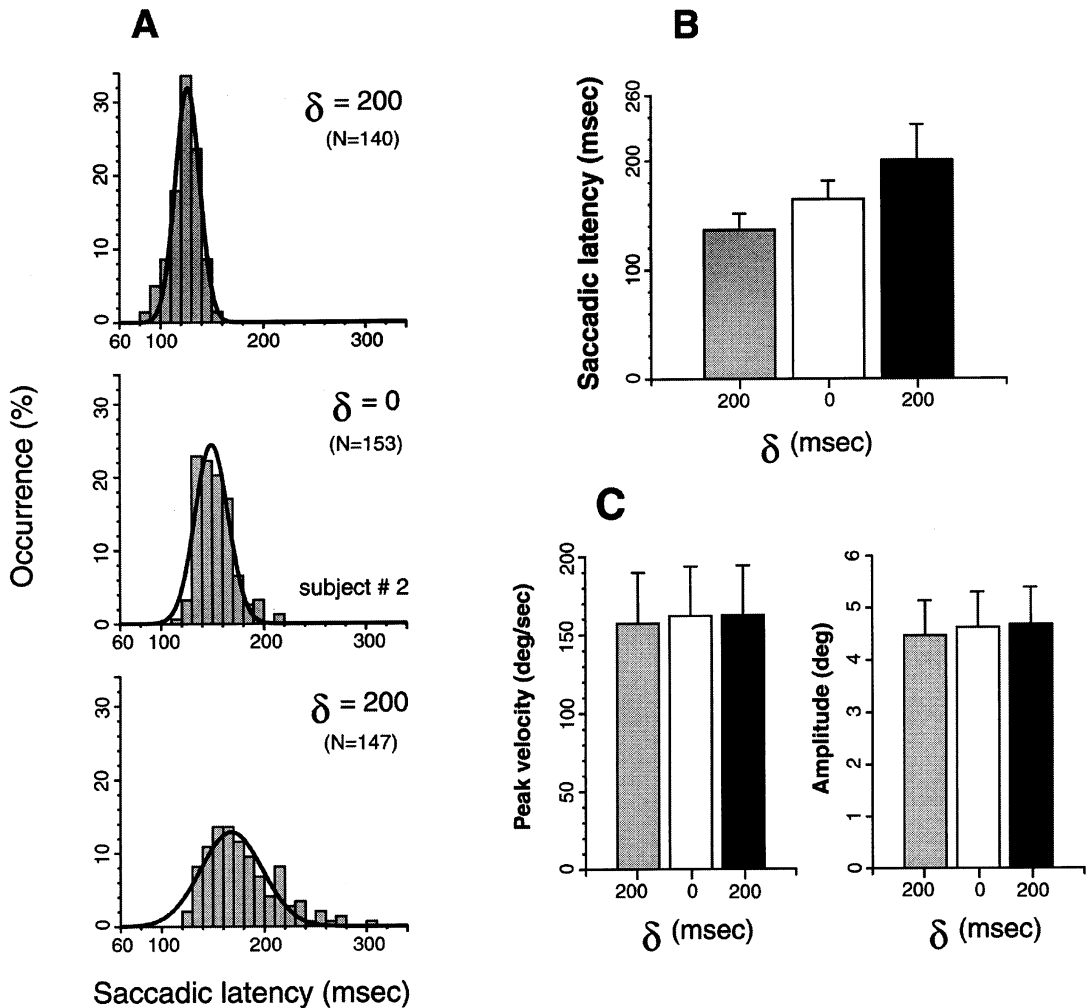 A
δ = 200
(N=140)
30
20
10
0
60 100 200 300
δ = 0
(N=153)
subject # 2
30
20
10
0
60 100 200 300
δ = 200
(N=147)
30
20
10
0
60 100 200 300
Occurrence (%)
Saccadic latency (msec)
B
Saccadic latency (msec)
260
200
100
0
200 0 200
δ (msec)
C
Peak velocity (deg/sec)
200
150
100
50
0
200 0 200
δ (msec)
Amplitude (deg)
6
5
4
3
2
1
0
200 0 200
δ (msec)